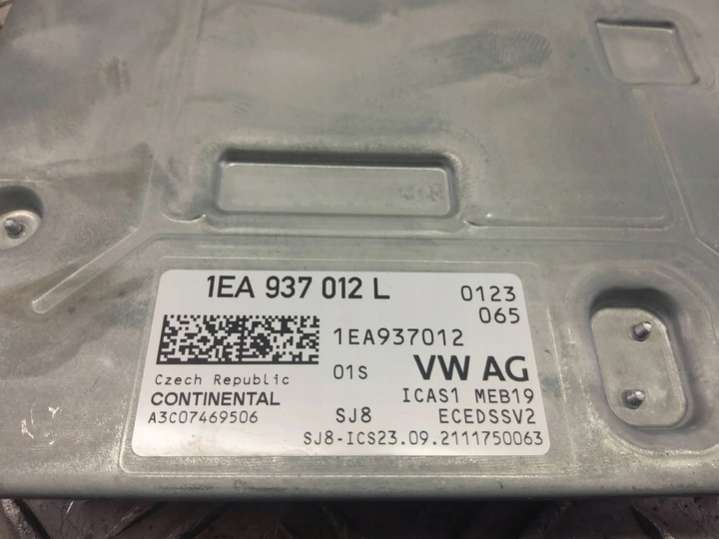 1EA 937 012 L
0123
065
1EA937012
01S VW AG
Czech Republic
CONTINENTAL
A3C07469506
ICAS1 MEB19
SJ8 ECEDSSV2
SJ8-ICS23.09.2111750063